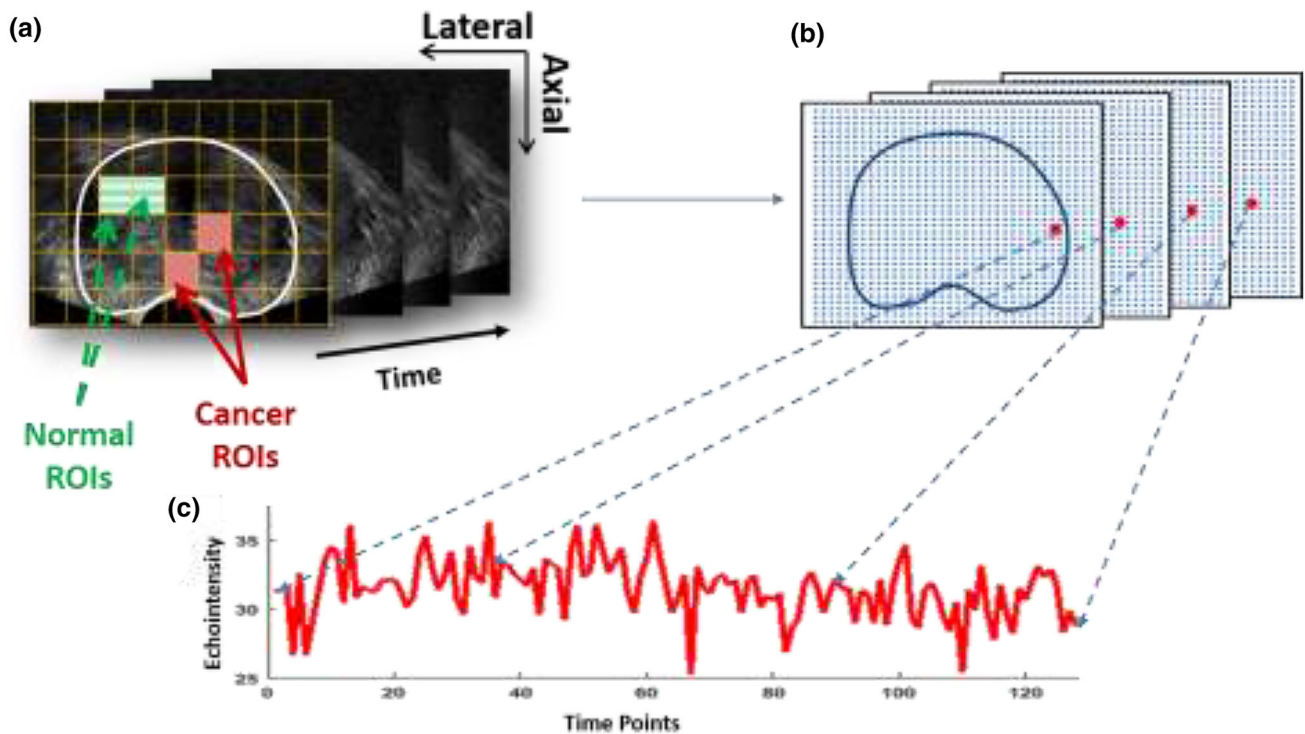 (a)
Lateral
Axial
Time
Normal
ROIs
Cancer
ROIs
(b)
(c)
Echointensity
35
30
25
0
20
40
60
80
100
120
Time Points